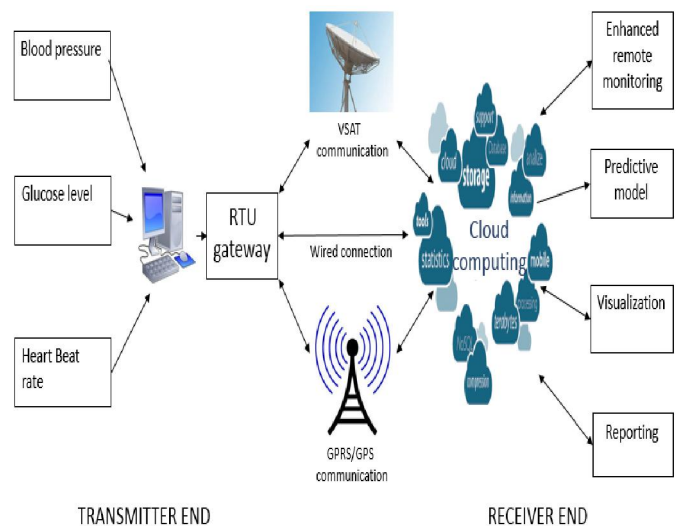 Blood pressure
Glucose level
Heart Beat
rate
RTU
gateway
VSAT
communication
Wired connection
GPRS/GPS
communication
support
Database
cloud
storage
analize
information
tools
statistics
Cloud
computing
mobile
processing
terabytes
NoSQL
compression
Enhanced
remote
monitoring
Predictive
model
Visualization
Reporting
TRANSMITTER END
RECEIVER END